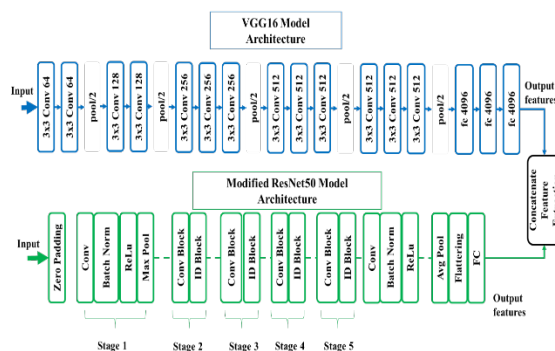 VGG16 Model
Architecture
Input
3x3 Conv 64
3x3 Conv 64
pool/2
3x3 Conv 128
3x3 Conv 128
pool/2
3x3 Conv 256
3x3 Conv 256
3x3 Conv 256
pool/2
3x3 Conv 512
3x3 Conv 512
3x3 Conv 512
pool/2
3x3 Conv 512
3x3 Conv 512
3x3 Conv 512
pool/2
fc 4096
fc 4096
fc 4096
Output
features
Concatenate
Feature
Modified ResNet50 Model
Architecture
Input
Zero Padding
Conv
Batch Norm
ReLu
Max Pool
Conv Block
ID Block
Conv Block
ID Block
Conv Block
ID Block
Conv Block
ID Block
Conv
Batch Norm
ReLu
Avg Pool
Flattering
FC
Output
features
Stage 1
Stage 2
Stage 3
Stage 4
Stage 5